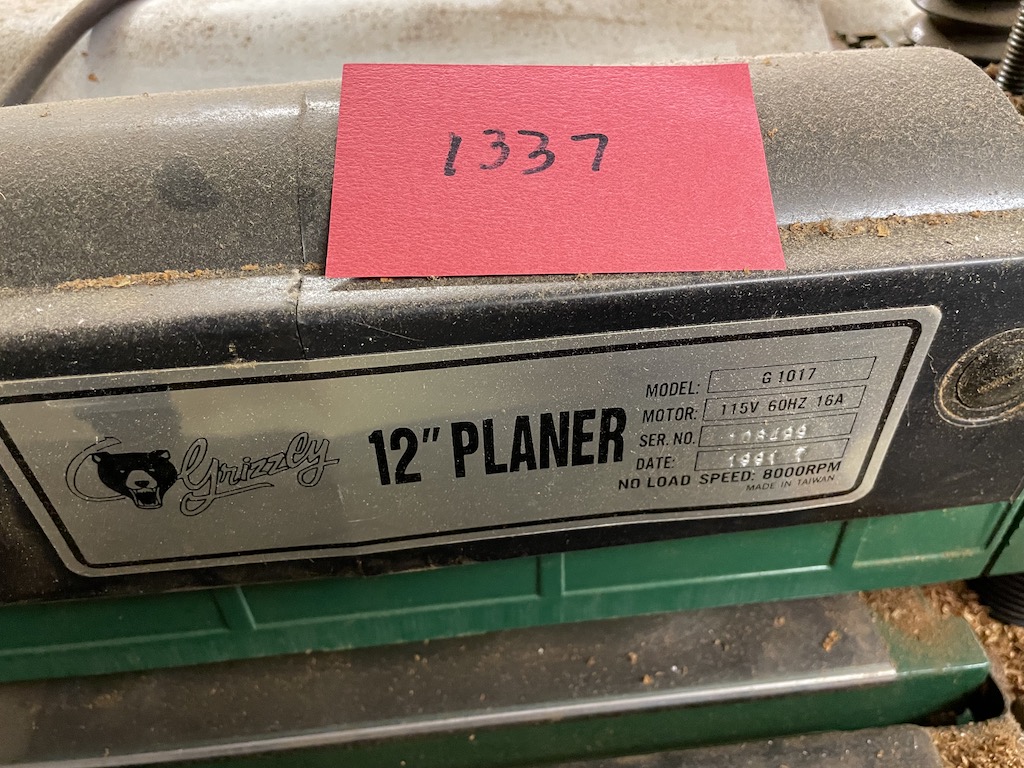 1337
Grizzly
12" PLANER
MODEL: G 1017
MOTOR: 115V 60HZ 16A
SER. NO.
DATE: 1991
NO LOAD SPEED: 8000RPM
MADE IN TAIWAN